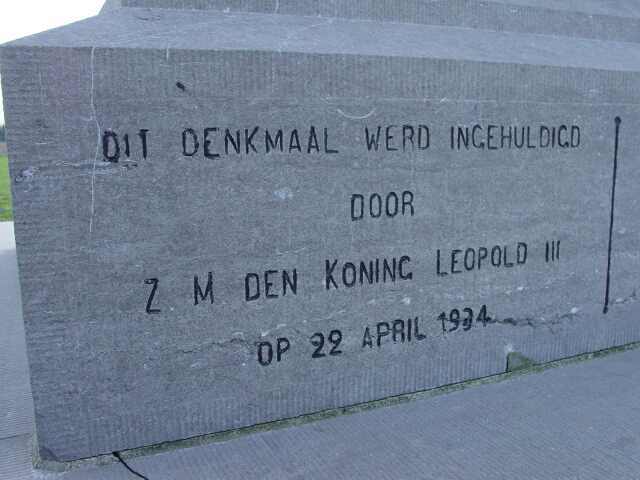 DIT DENKMAAL WERD INGEHULDIGD
DOOR
Z M DEN KONING LEOPOLD III
OP 22 APRIL 1934